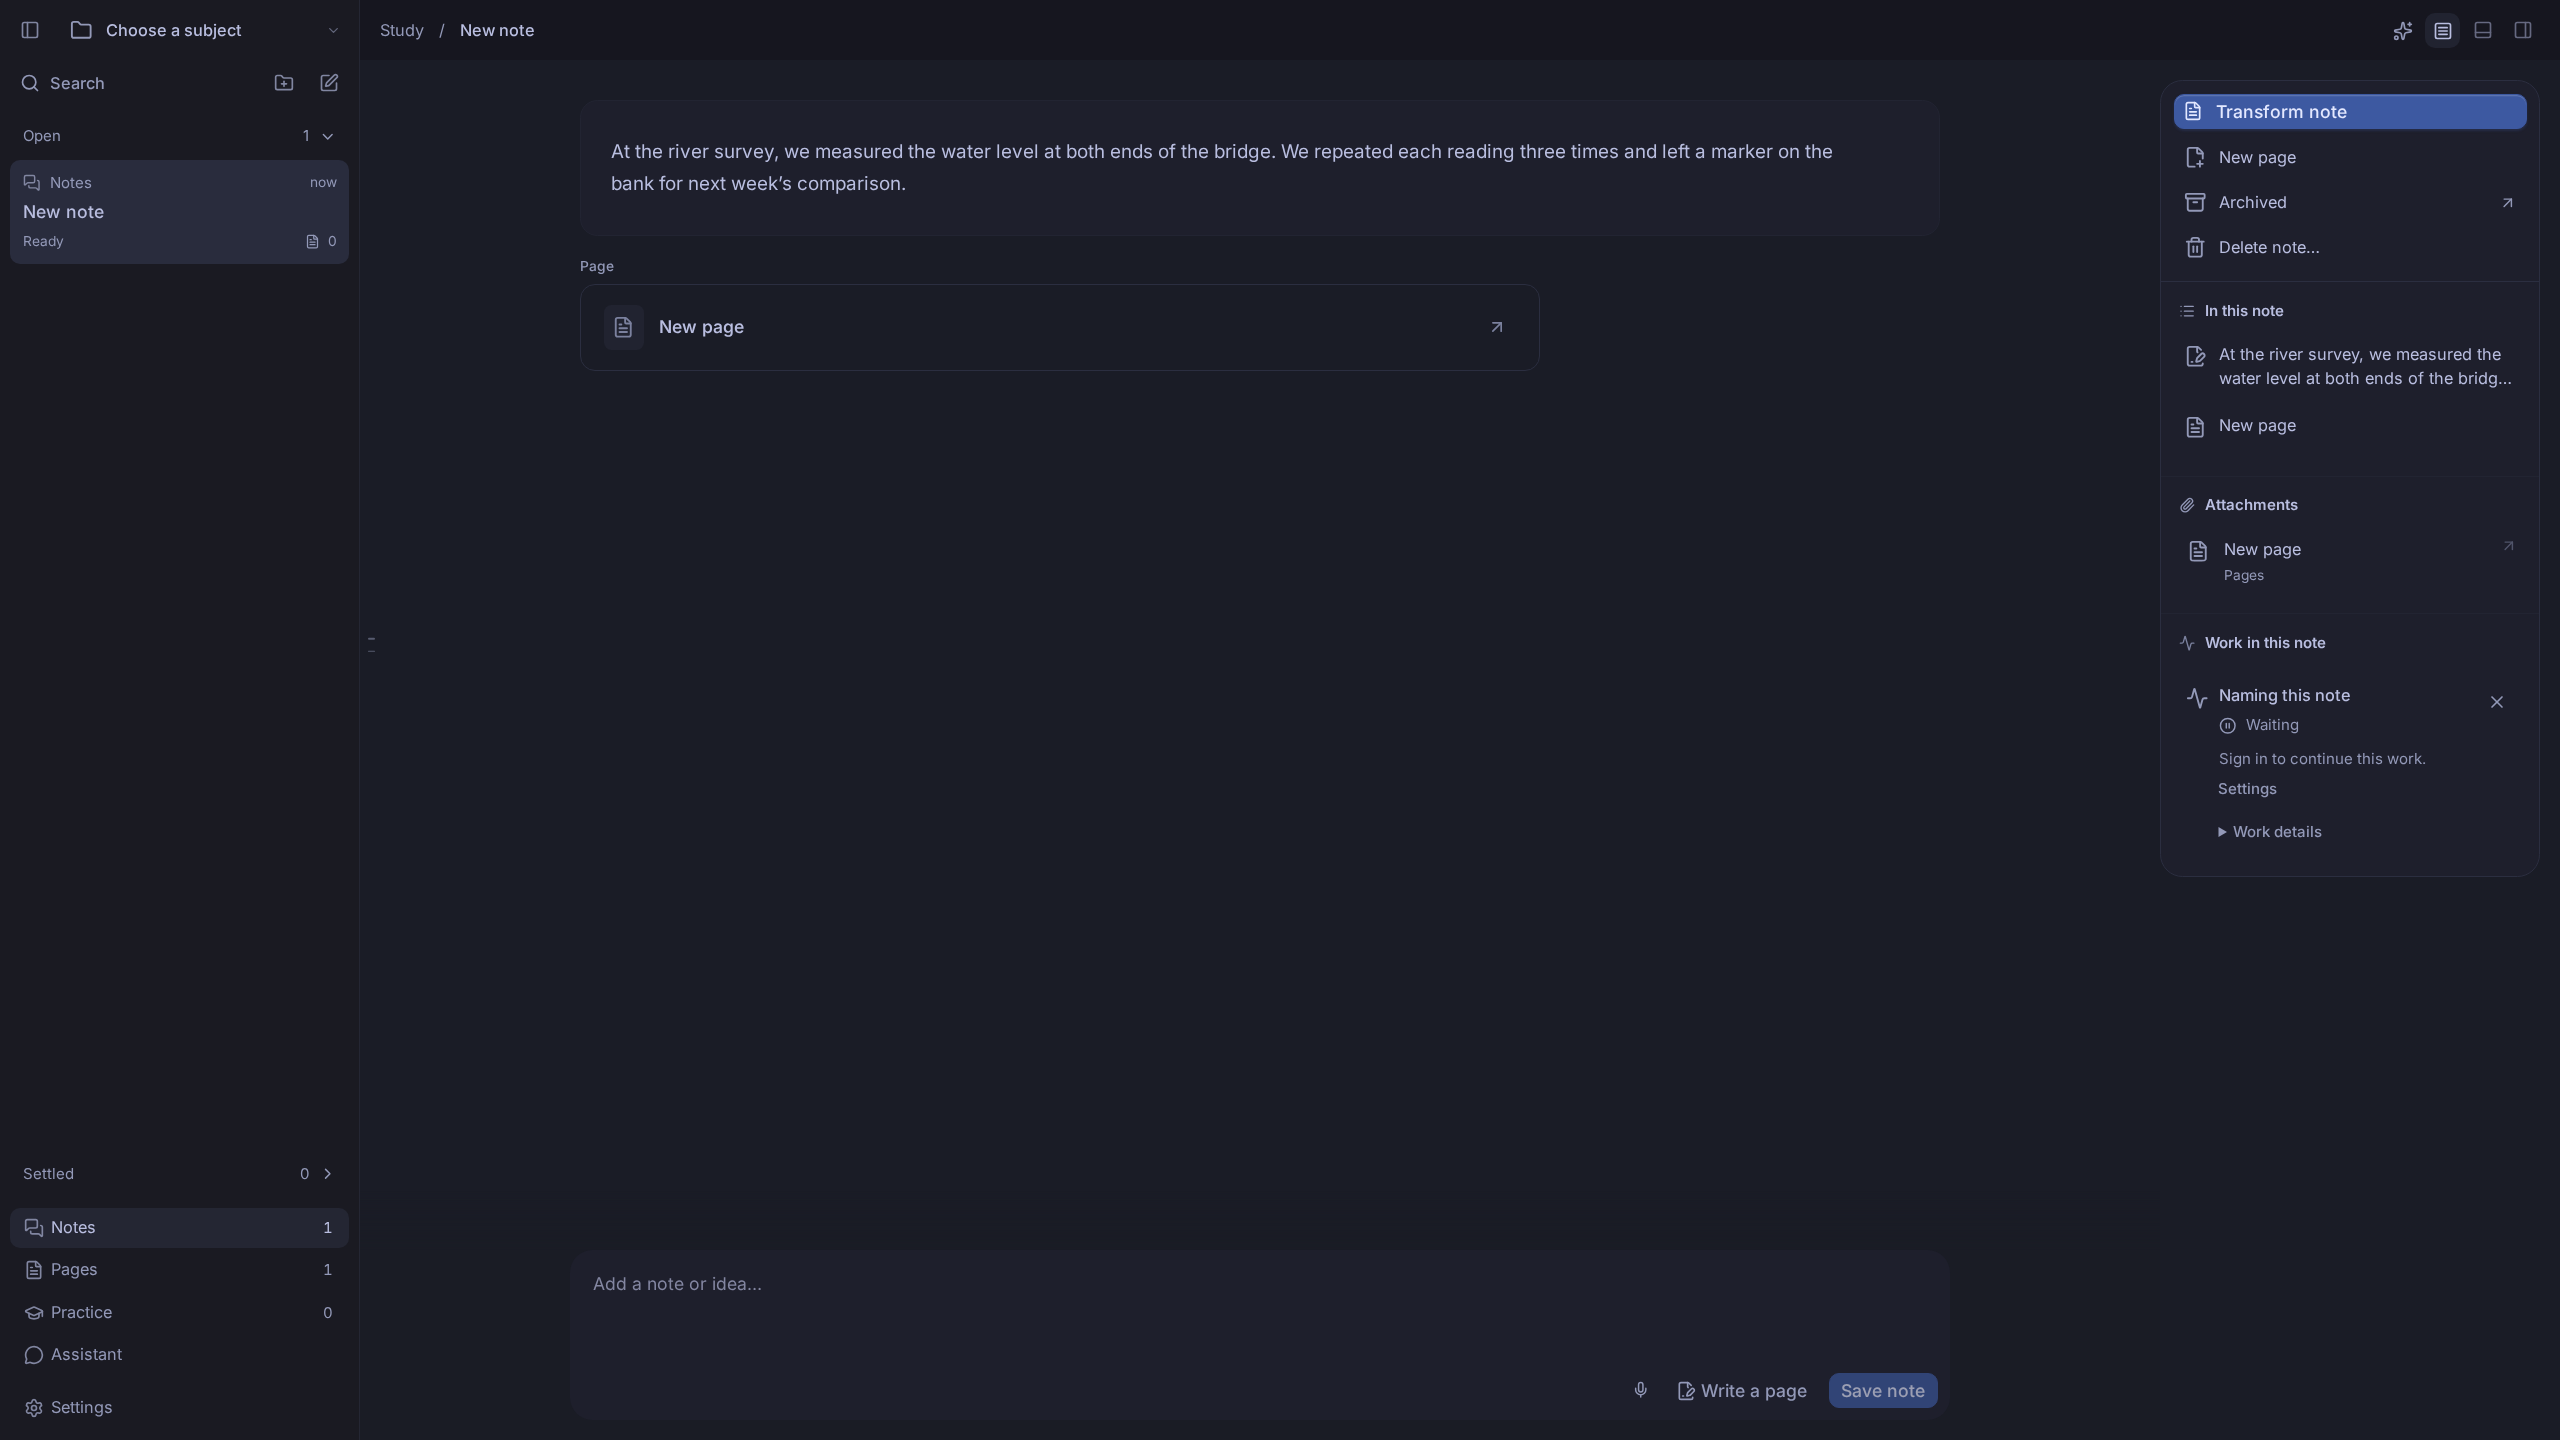 Choose a subject
Search
Open 1
Notes now
New note
Ready 0
Settled 0
Notes 1
Pages 1
Practice 0
Assistant
Settings
Study / New note
At the river survey, we measured the water level at both ends of the bridge. We repeated each reading three times and left a marker on the
bank for next week’s comparison.
Page
New page
Add a note or idea...
Write a page
Save note
Transform note
New page
Archived
Delete note...
In this note
At the river survey, we measured the
water level at both ends of the bridg...
New page
Attachments
New page
Pages
Work in this note
Naming this note
Waiting
Sign in to continue this work.
Settings
Work details